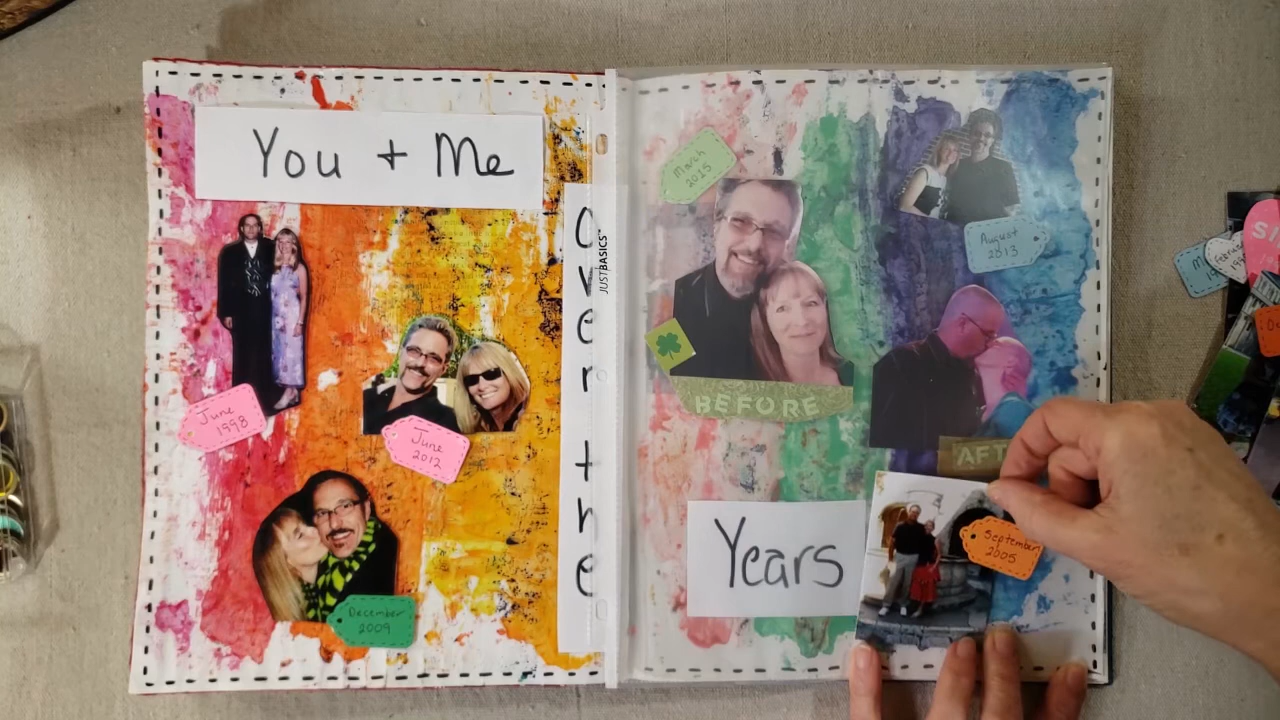 You + Me
June
1998
June
2012
December
2009
Over the
JUSTBASICS™
March
2015
BEFORE
August
2013
AFT
Years
September
2005